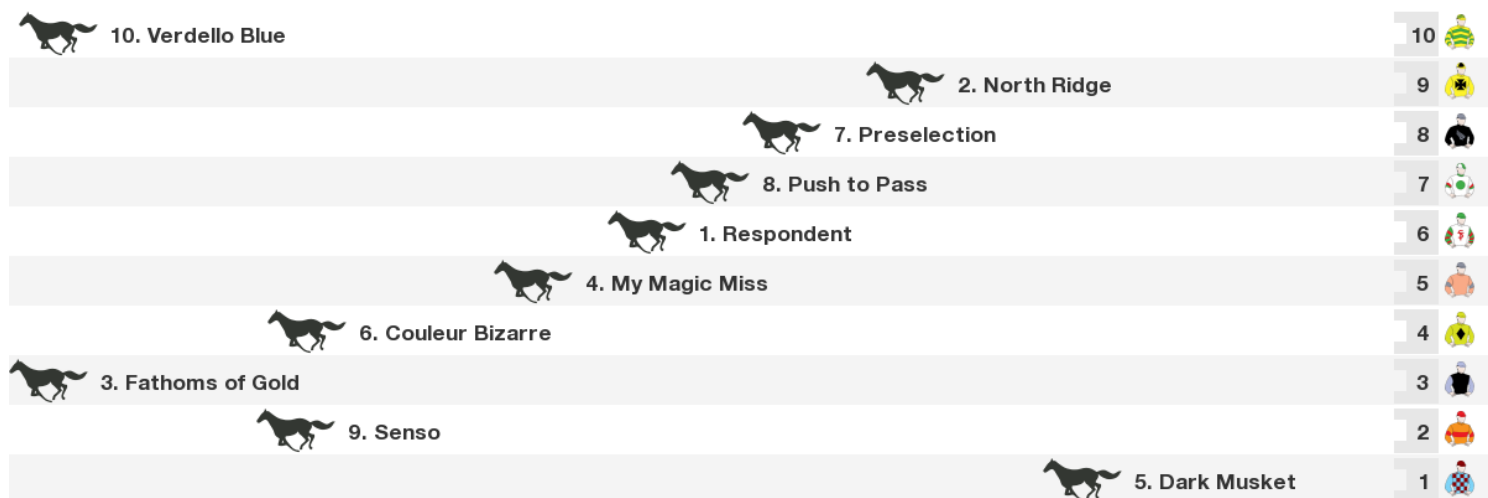 10. Verdello Blue 10
2. North Ridge 9
7. Preselection 8
8. Push to Pass 7
1. Respondent 6
4. My Magic Miss 5
6. Couleur Bizarre 4
3. Fathoms of Gold 3
9. Senso 2
5. Dark Musket 1